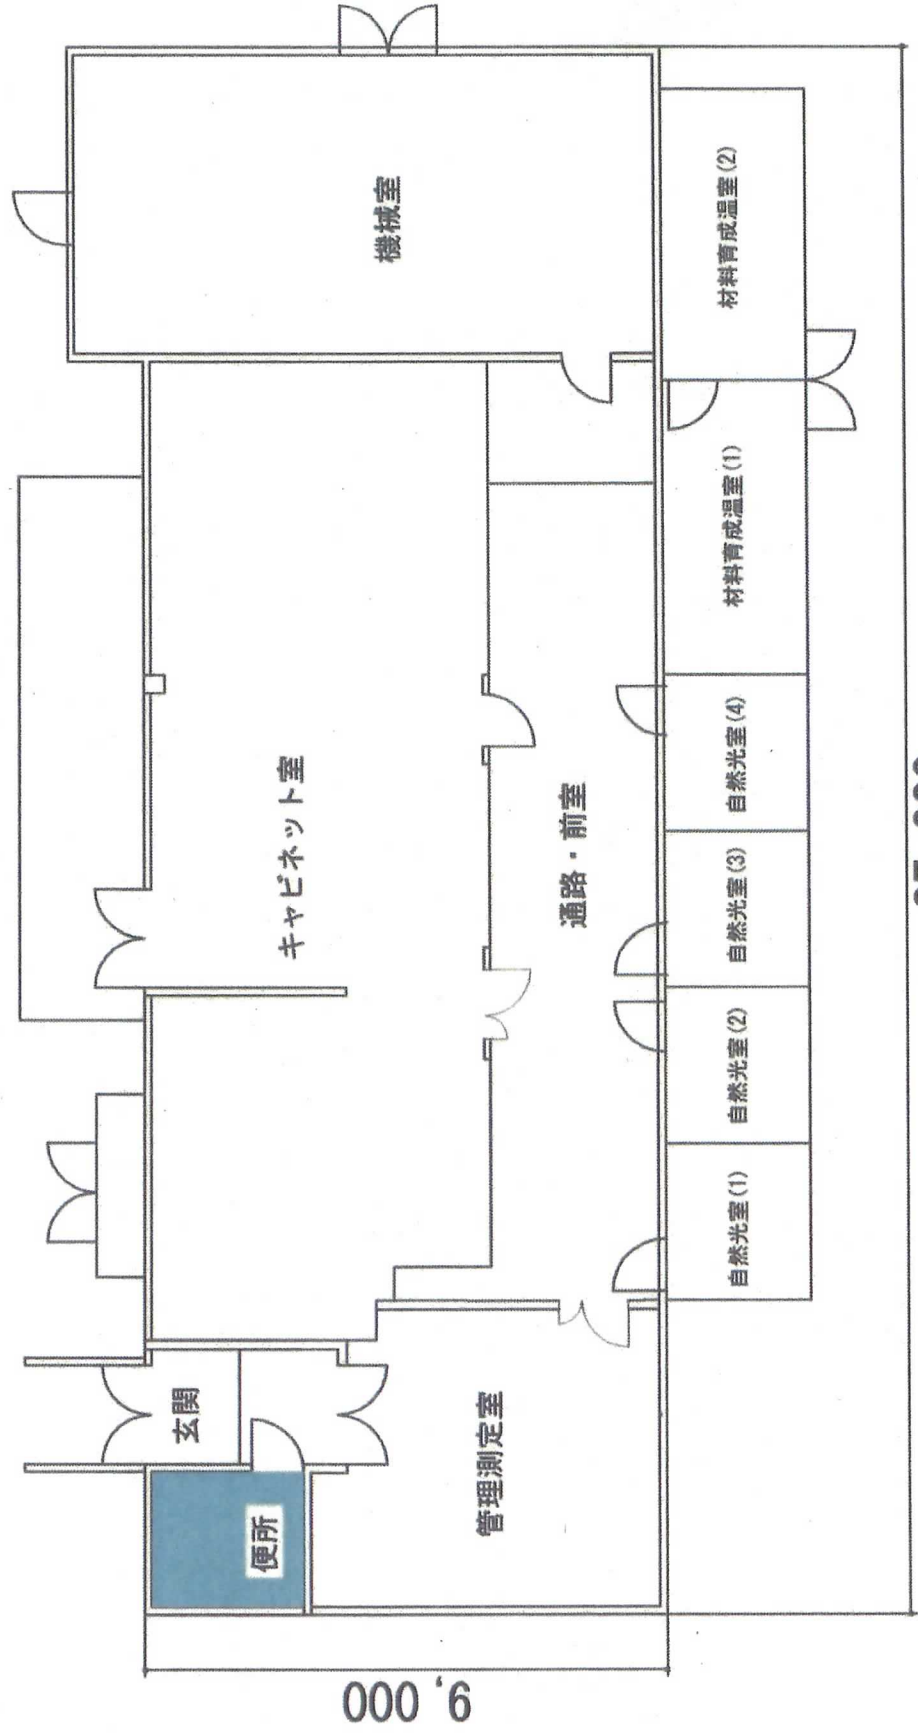 玄関
便所
管理測定室
9,000
キャビネット室
通路・前室
機械室
自然光室(1)
自然光室(2)
自然光室(3)
自然光室(4)
材料育成温室(1)
材料育成温室(2)